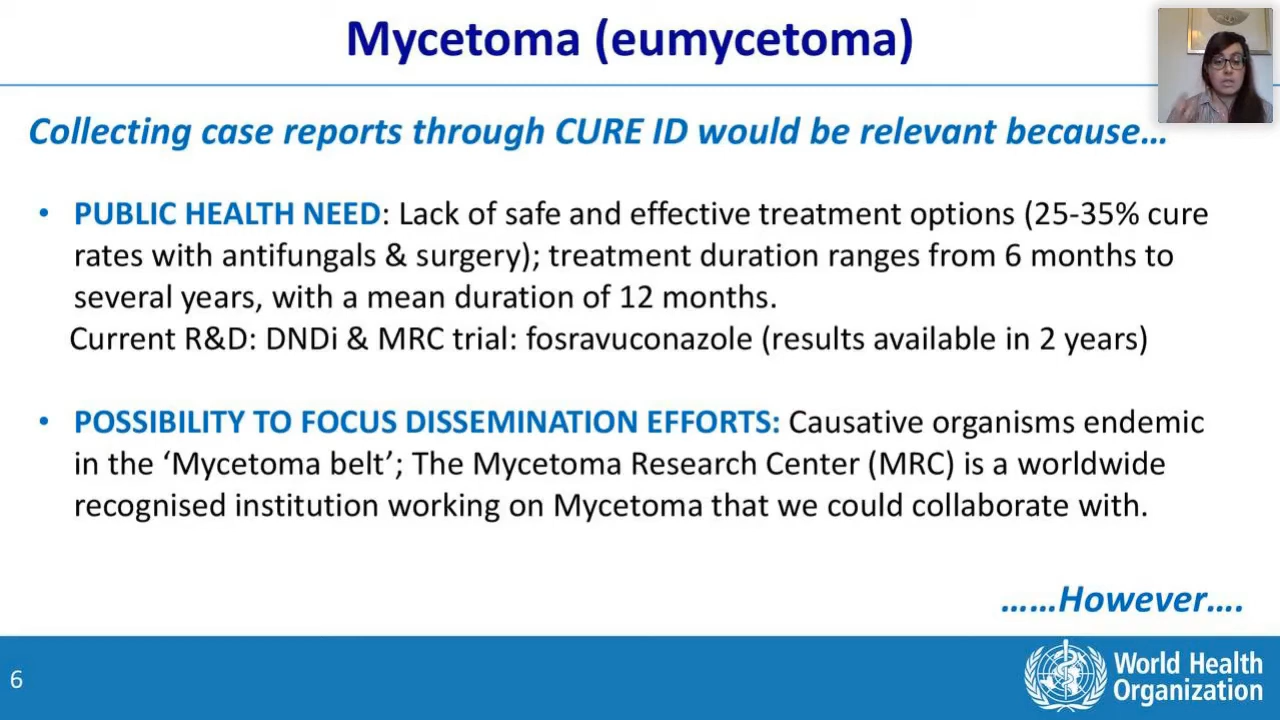 Mycetoma (eumycetoma)
Collecting case reports through CURE ID would be relevant because...
• PUBLIC HEALTH NEED: Lack of safe and effective treatment options (25-35% cure
rates with antifungals & surgery); treatment duration ranges from 6 months to
several years, with a mean duration of 12 months.
Current R&D: DNDi & MRC trial: fosravuconazole (results available in 2 years)
• POSSIBILITY TO FOCUS DISSEMINATION EFFORTS: Causative organisms endemic
in the ‘Mycetoma belt’; The Mycetoma Research Center (MRC) is a worldwide
recognised institution working on Mycetoma that we could collaborate with.
......However....
6
World Health
Organization